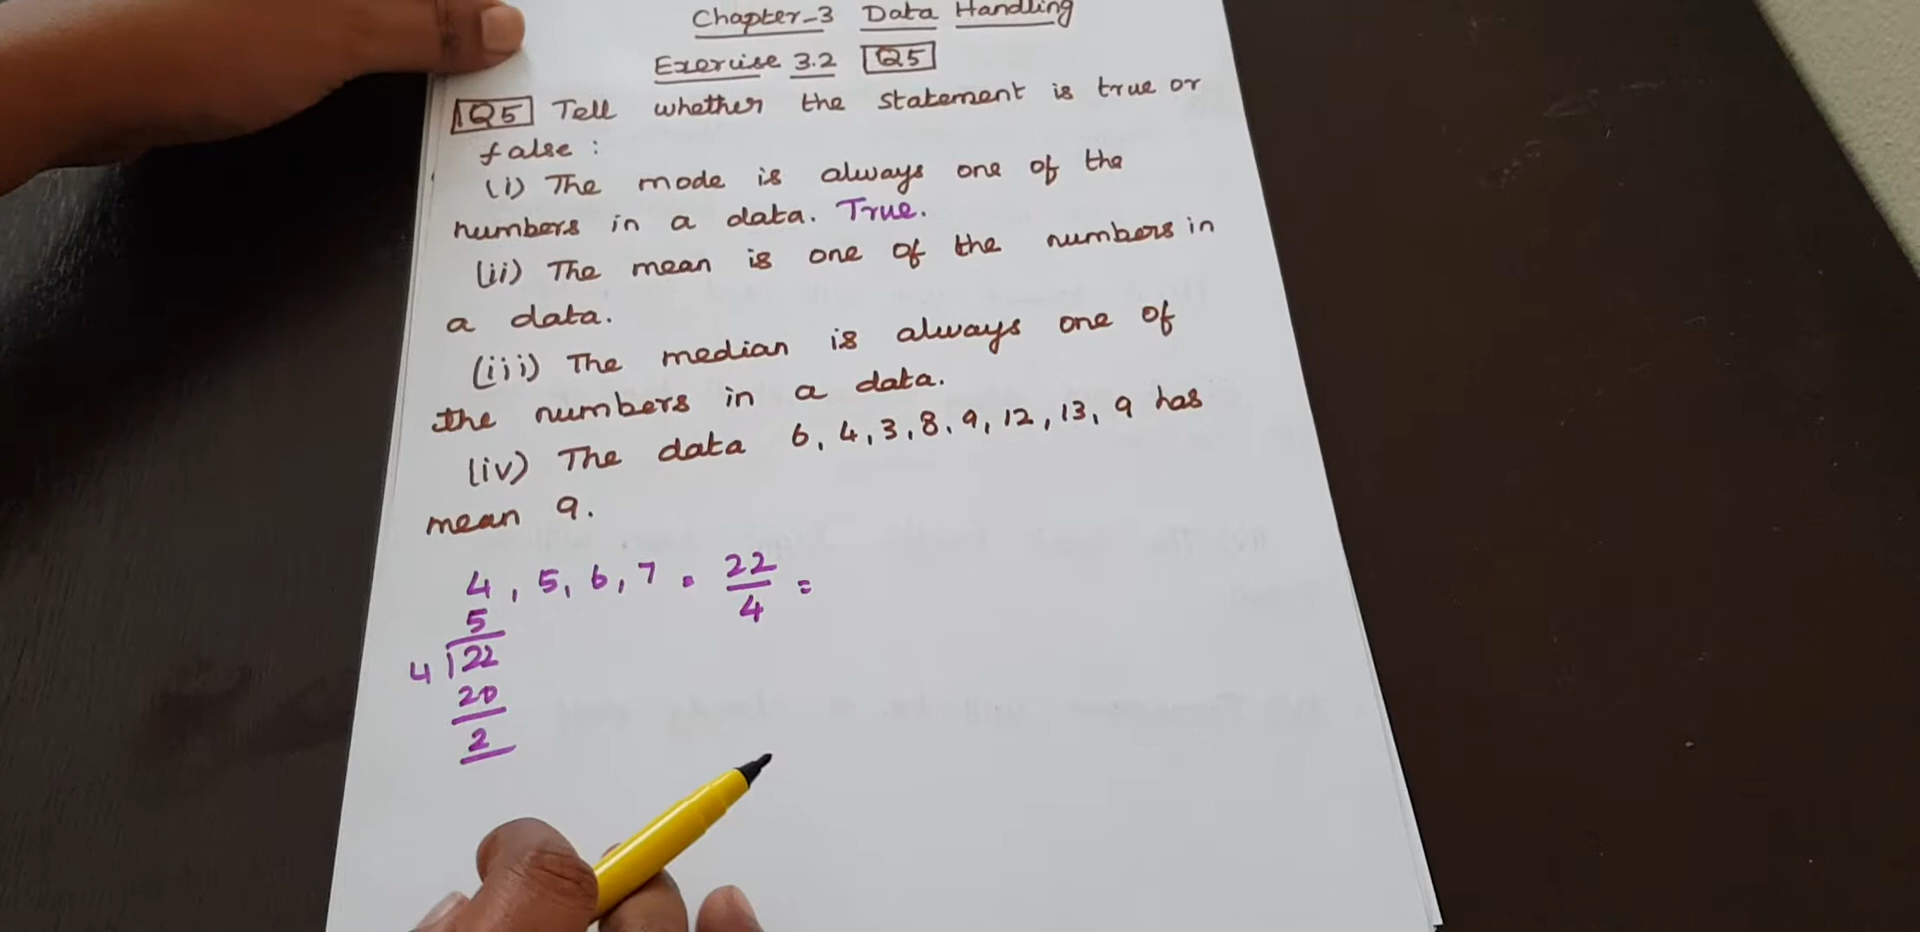 Chapter-3 Data Handling
Exercise 3.2 Q5
Q5 Tell whether the statement is true or
false :
(i) The mode is always one of the
numbers in a data. True.
(ii) The mean is one of the numbers in
a data.
(iii) The median is always one of
the numbers in a data.
(iv) The data 6, 4, 3, 8, 9, 12, 13, 9 has
mean 9.
4, 5, 6, 7 = 22/4 =
5
4 22
20
2